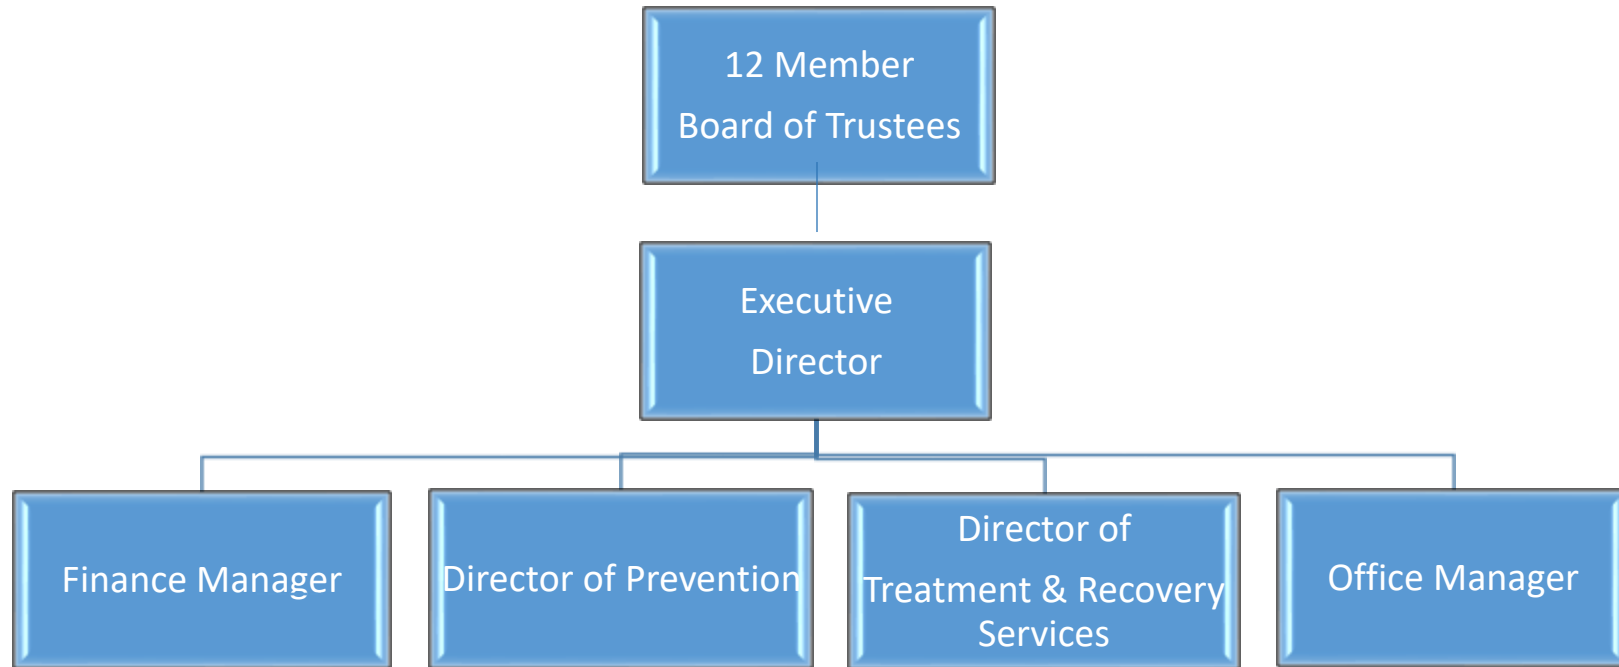 12 Member
Board of Trustees
Executive
Director
Finance Manager
Director of Prevention
Director of
Treatment & Recovery
Services
Office Manager